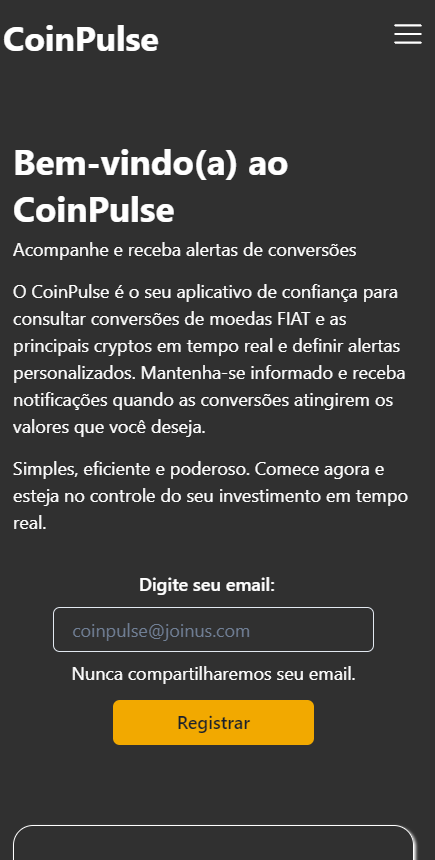 CoinPulse
Bem-vindo(a) ao
CoinPulse
Acompanhe e receba alertas de conversões
O CoinPulse é o seu aplicativo de confiança para
consultar conversões de moedas FIAT e as
principais cryptos em tempo real e definir alertas
personalizados. Mantenha-se informado e receba
notificações quando as conversões atingirem os
valores que você deseja.
Simples, eficiente e poderoso. Comece agora e
esteja no controle do seu investimento em tempo
real.
Digite seu email:
coinpulse@joinus.com
Nunca compartilharemos seu email.
Registrar